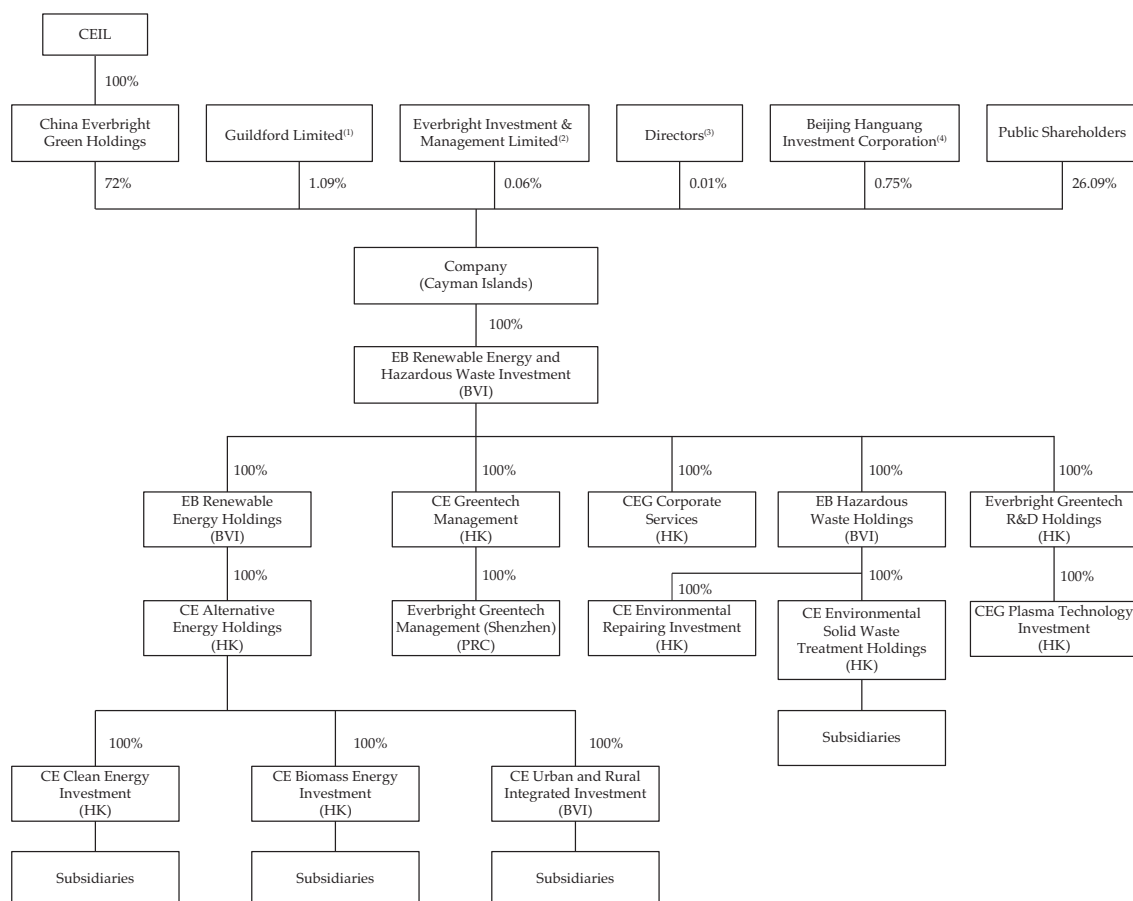 CEIL
100%
China Everbright
Green Holdings
Guildford Limited(1)
Everbright Investment &
Management Limited(2)
Directors(3)
Beijing Hanguang
Investment Corporation(4)
Public Shareholders
72%
1.09%
0.06%
0.01%
0.75%
26.09%
Company
(Cayman Islands)
100%
EB Renewable Energy and
Hazardous Waste Investment
(BVI)
100%
100%
100%
100%
100%
EB Renewable
Energy Holdings
(BVI)
CE Greentech
Management
(HK)
CEG Corporate
Services
(HK)
EB Hazardous
Waste Holdings
(BVI)
Everbright Greentech
R&D Holdings
(HK)
100%
100%
100%
100%
100%
CE Alternative
Energy Holdings
(HK)
Everbright Greentech
Management (Shenzhen)
(PRC)
CE Environmental
Repairing Investment
(HK)
CE Environmental
Solid Waste
Treatment Holdings
(HK)
CEG Plasma Technology
Investment
(HK)
Subsidiaries
100%
100%
100%
CE Clean Energy
Investment
(HK)
CE Biomass Energy
Investment
(HK)
CE Urban and Rural
Integrated Investment
(BVI)
Subsidiaries
Subsidiaries
Subsidiaries